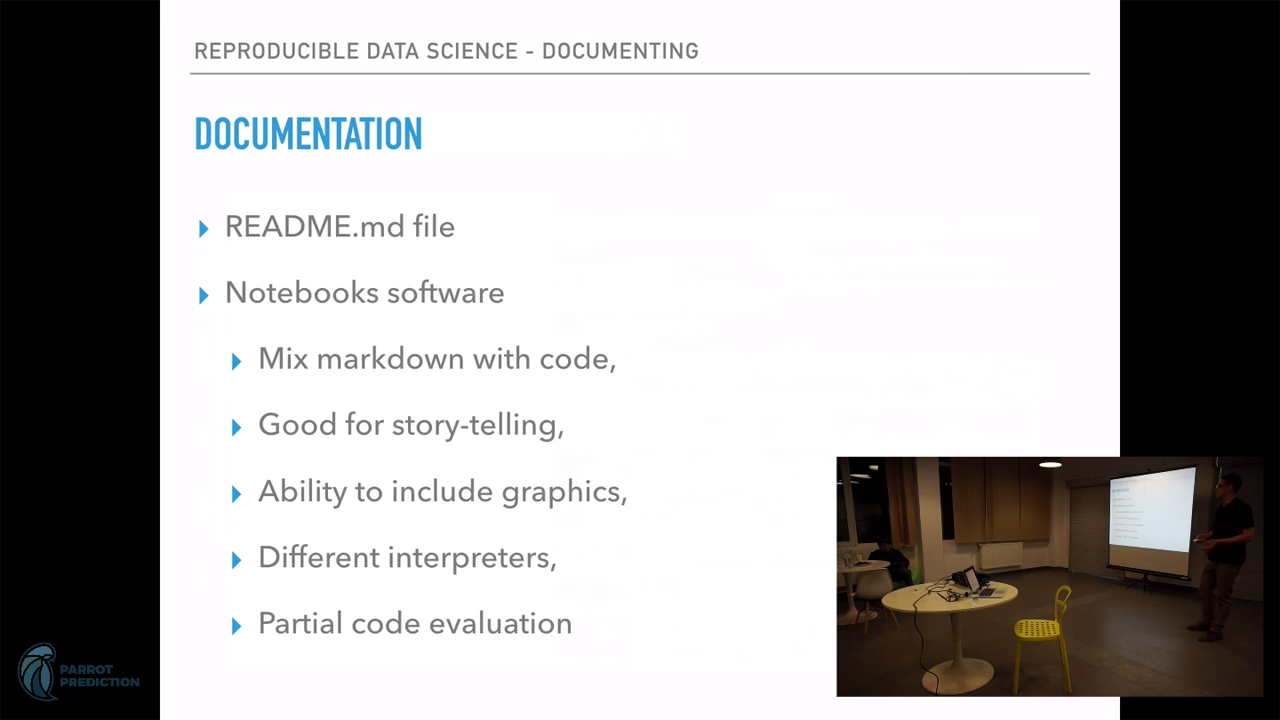 REPRODUCIBLE DATA SCIENCE - DOCUMENTING
DOCUMENTATION
README.md file
Notebooks software
Mix markdown with code,
Good for story-telling,
Ability to include graphics,
Different interpreters,
Partial code evaluation
PARROT
PREDICTION